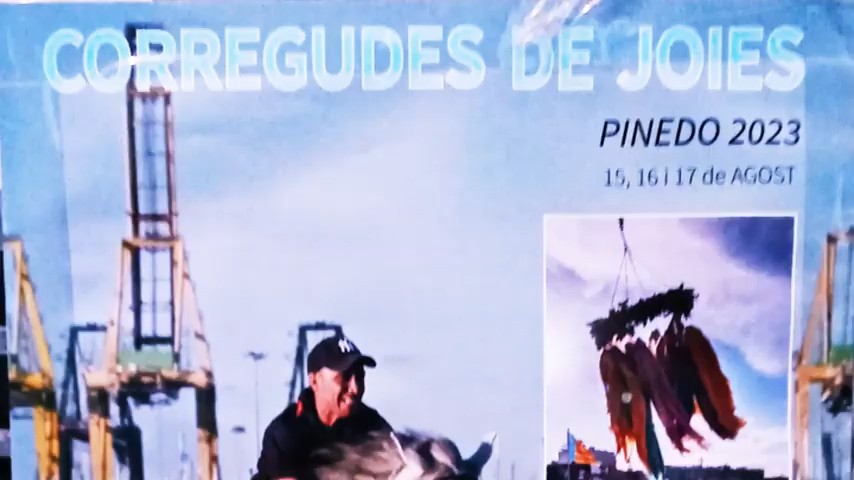 CORREGUDES DE JOIES
PINEDO 2023
15, 16 i 17 de AGOST